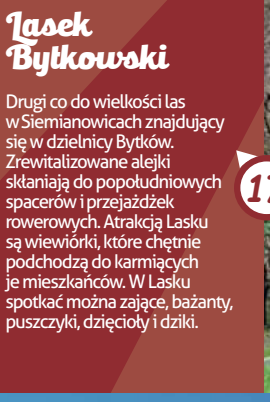 Lasek
Bytkowski
Drugi co do wielkości las
w Siemianowicach znajdujący
się w dzielnicy Bytków.
Zrewitalizowane alejki
skłaniają do popołudniowych
spacerów i przejażdżek
rowerowych. Atrakcją Lasku
są wiewiórki, które chętnie
podchodzą do karmiących
je mieszkańców. W Lasku
spotkać można zające, bażanty,
puszczyki, dzięcioły i dziki.
17